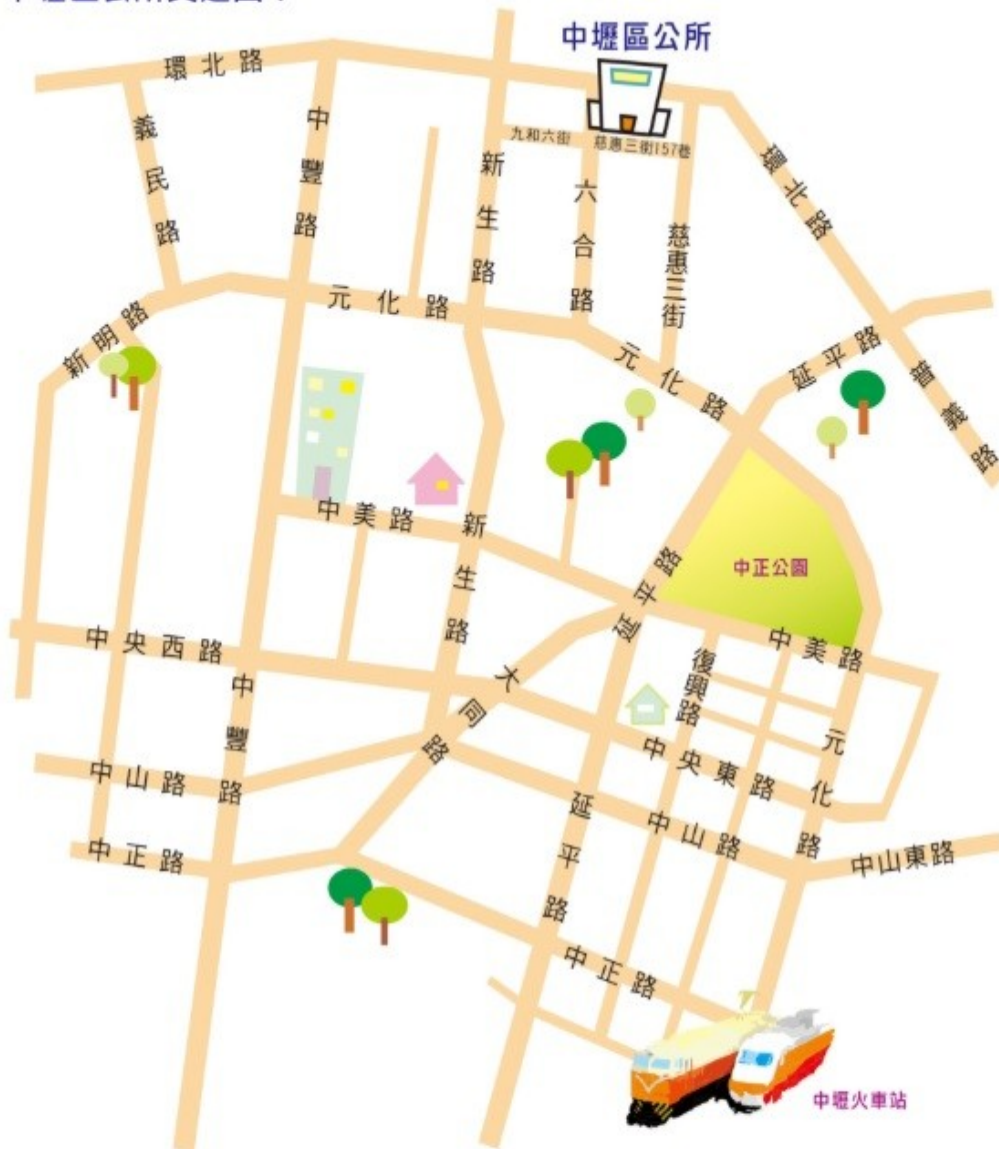 中壢區公所
環北路
九和六街
慈惠三街157巷
義民路
中豐路
新生路
六合路
慈惠三街
環北路
新明路
元化路
元化路
延平路
普義路
中美路
新生路
延平路
中正公園
中美路
中央西路
大同路
復興路
中豐路
中央東路
元化路
中山路
延平路
中山路
中山東路
中正路
中正路
中壢火車站